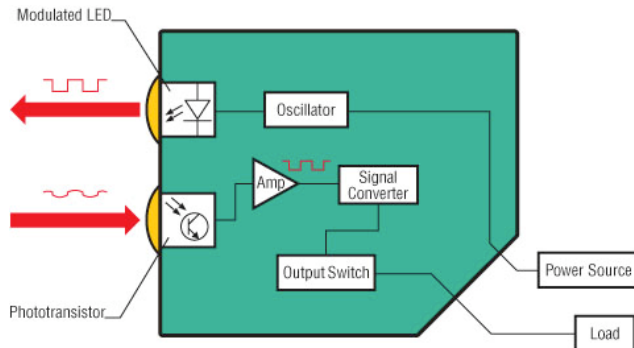 Modulated LED
Oscillator
Amp
Signal
Converter
Output Switch
Power Source
Phototransistor
Load